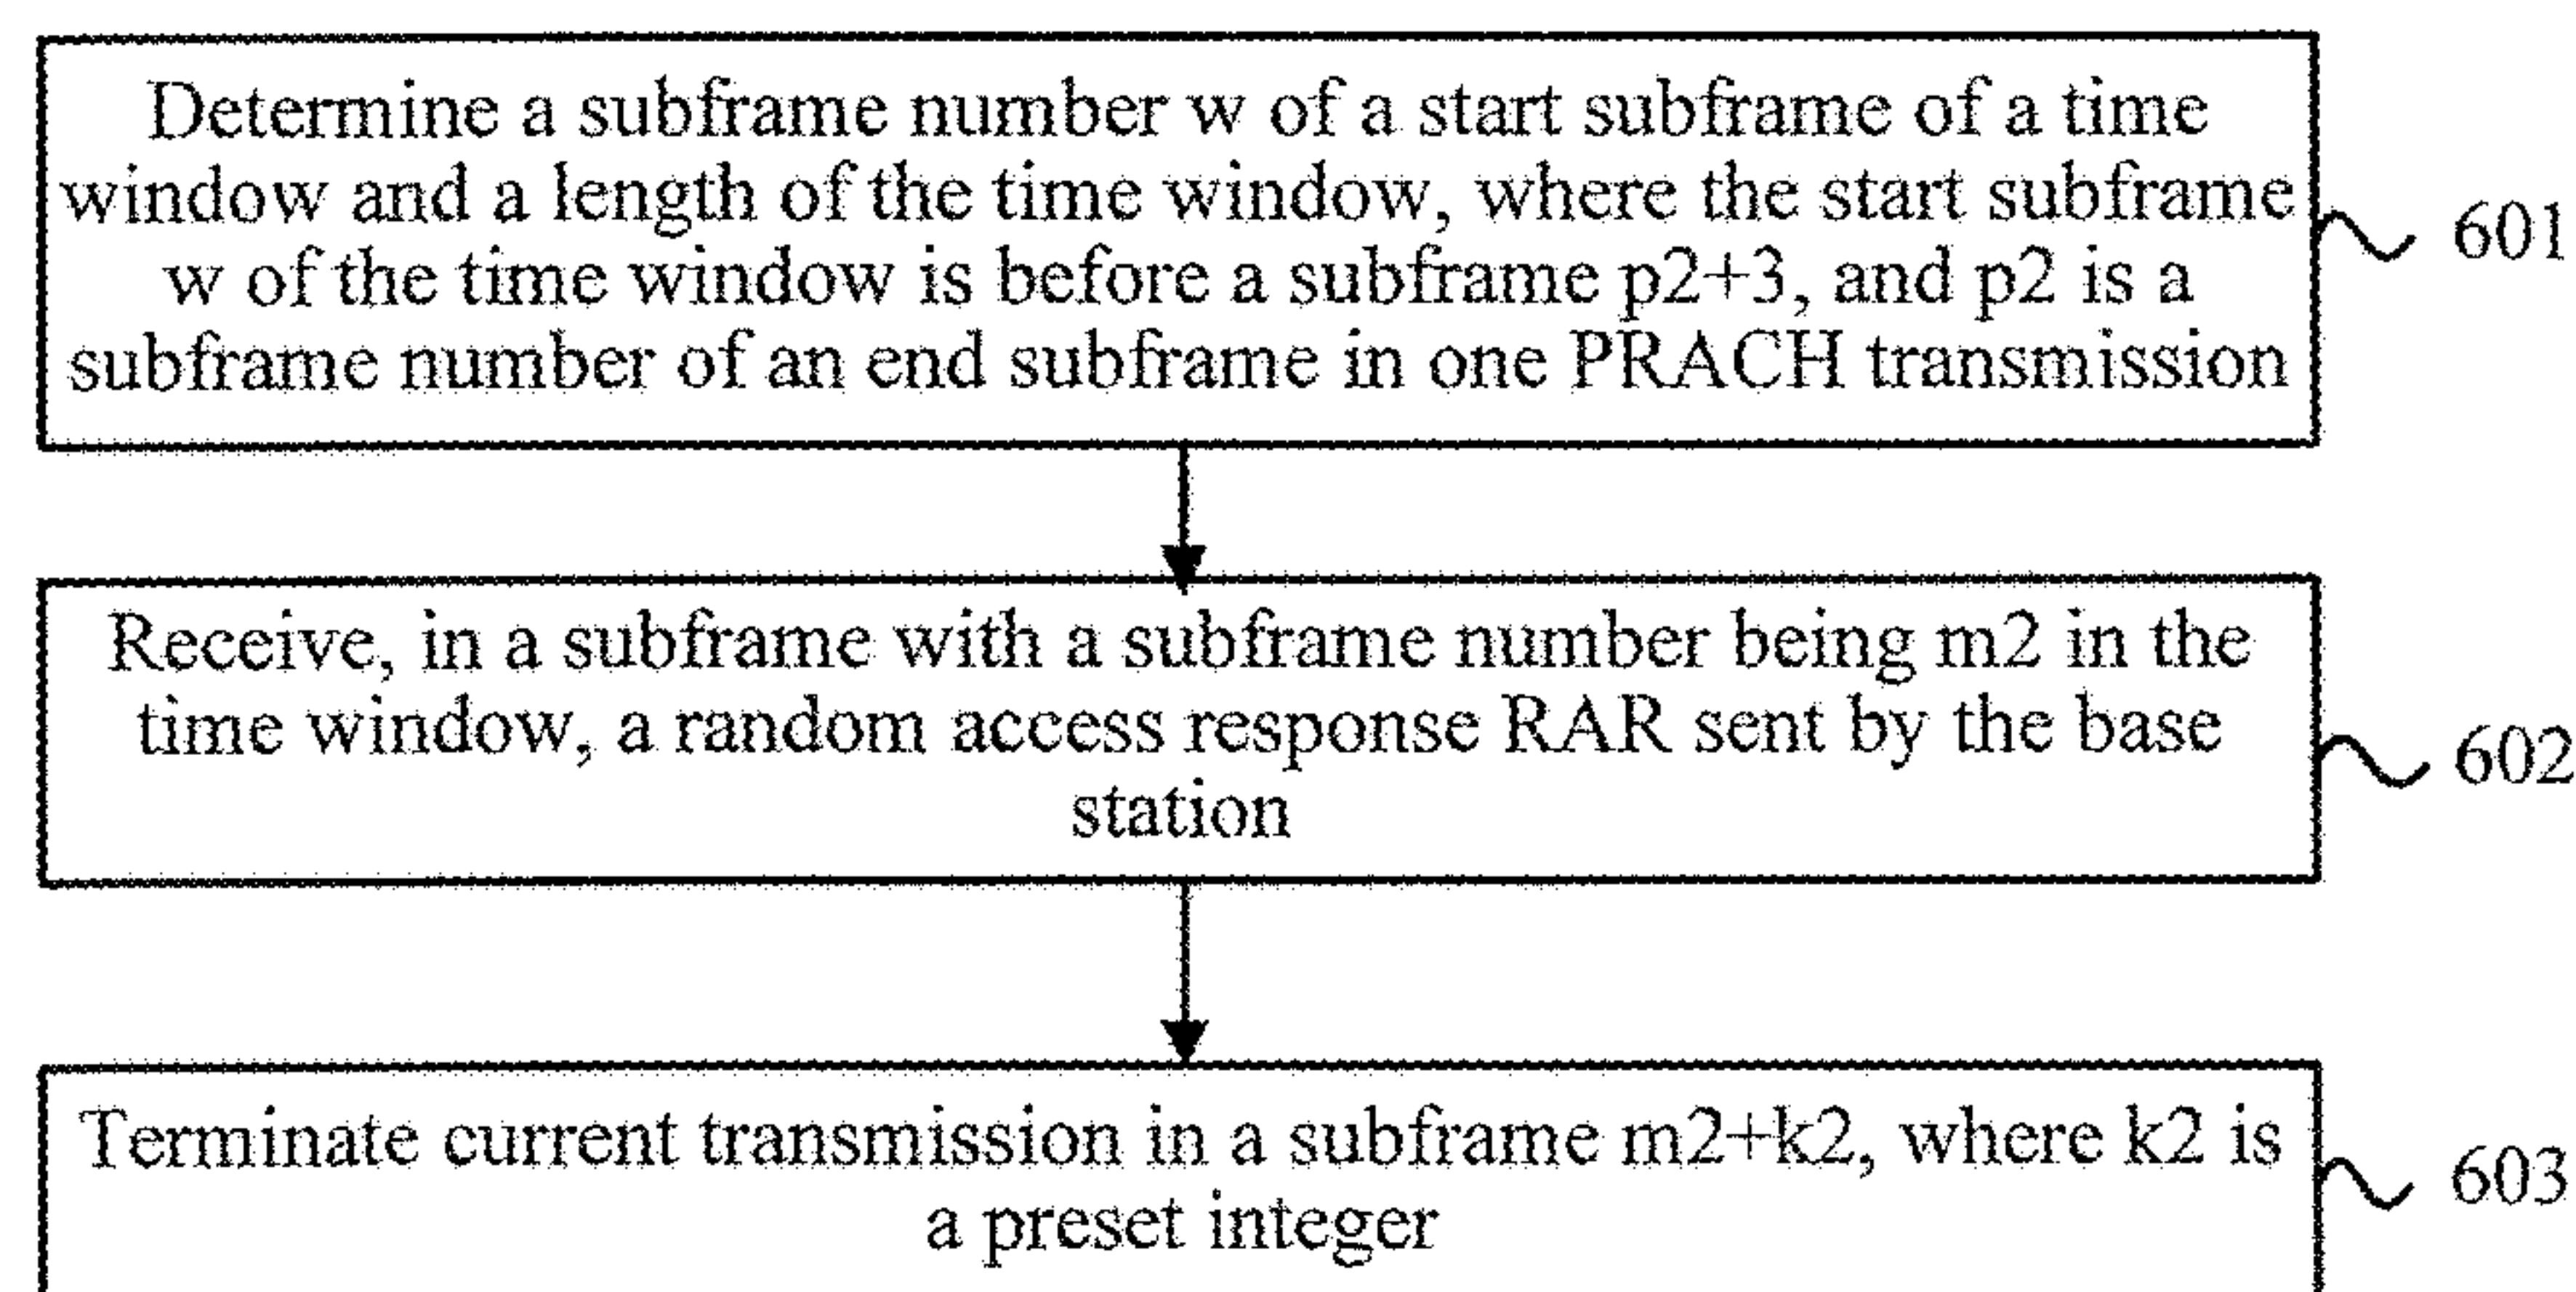 Determine a subframe number w of a start subframe of a time
window and a length of the time window, where the start subframe
w of the time window is before a subframe p2+3, and p2 is a
subframe number of an end subframe in one PRACH transmission
601
Receive, in a subframe with a subframe number being m2 in the
time window, a random access response RAR sent by the base
station
602
Terminate current transmission in a subframe m2+k2, where k2 is
a preset integer
603